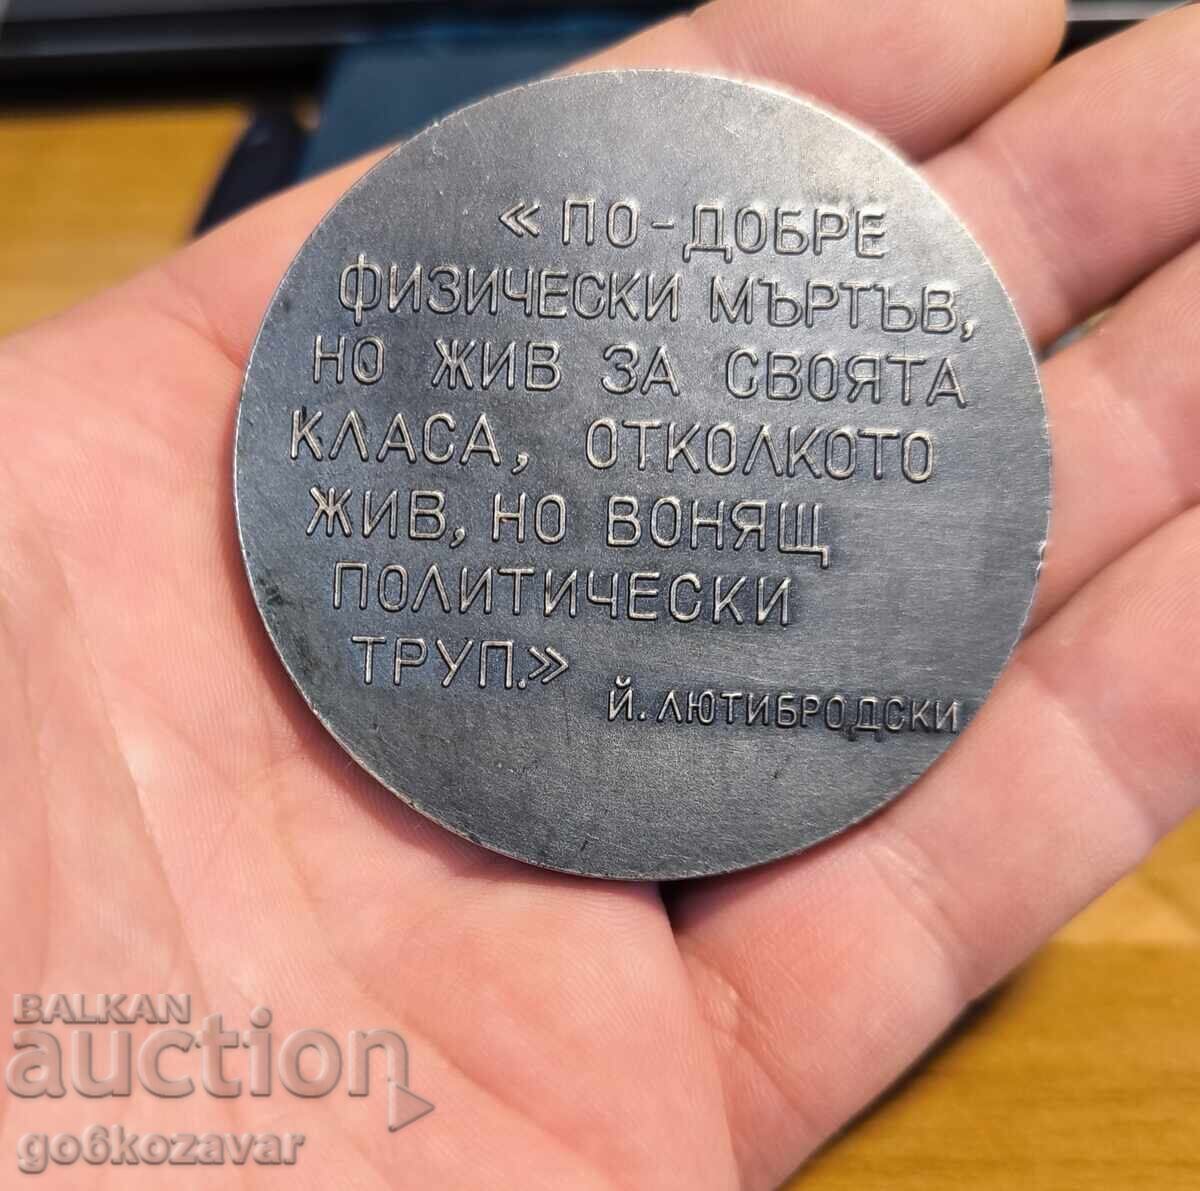 «ПО-ДОБРЕ
ФИЗИЧЕСКИ МЪРТЪВ,
НО ЖИВ ЗА СВОЯТА
КЛАСА, ОТКОЛКОТО
ЖИВ, НО ВОНЯЩ
ПОЛИТИЧЕСКИ
ТРУП.»
Й. ЛЮТИБРОДСКИ
BALKAN
auction
go6kozavar